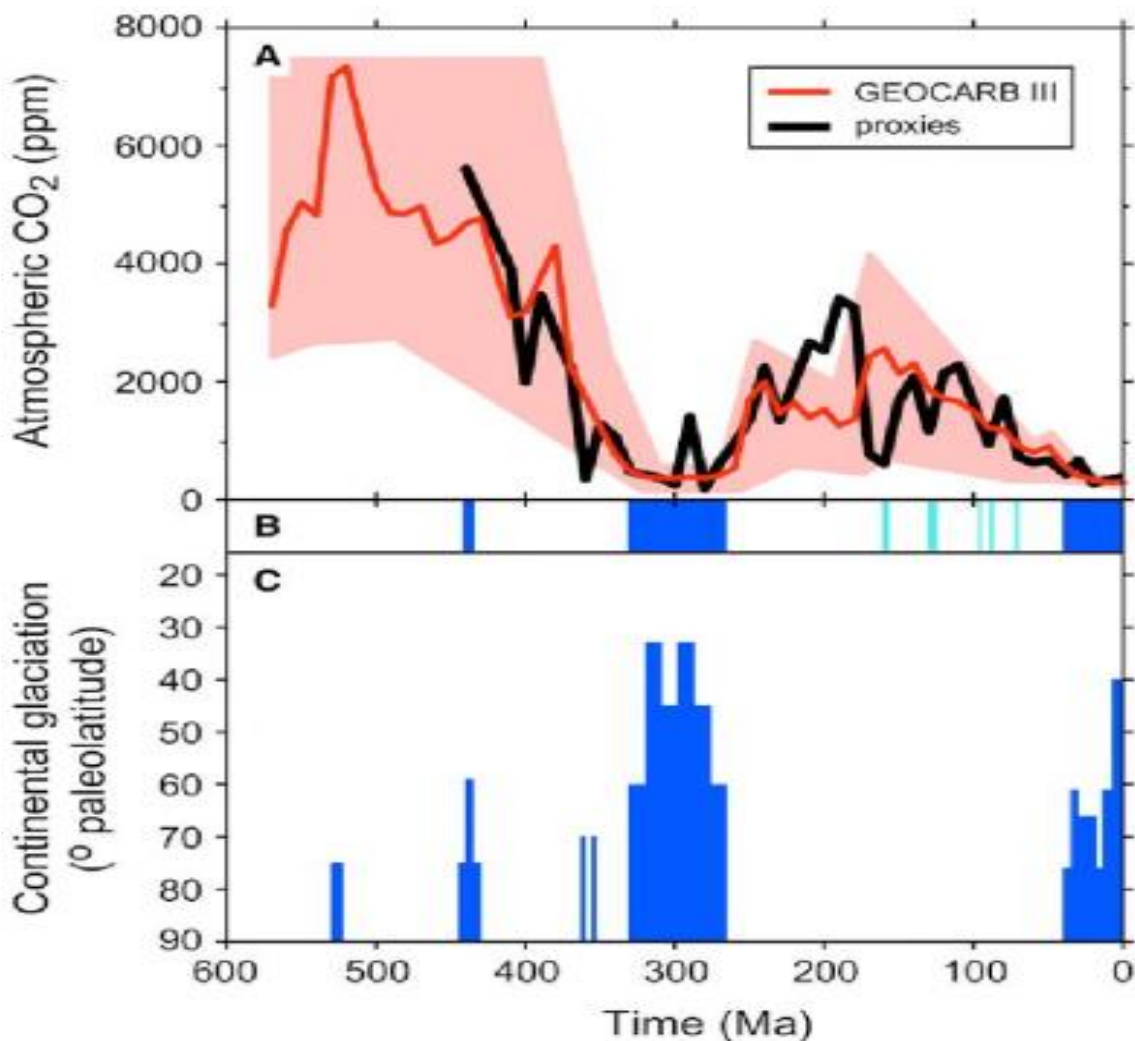 8000
6000
4000
2000
0
Atmospheric CO2 (ppm)
A
GEOCARB III
proxies
B
C
20
30
40
50
60
70
80
90
Continental glaciation
(º paleolatitude)
600 500 400 300 200 100 0
Time (Ma)